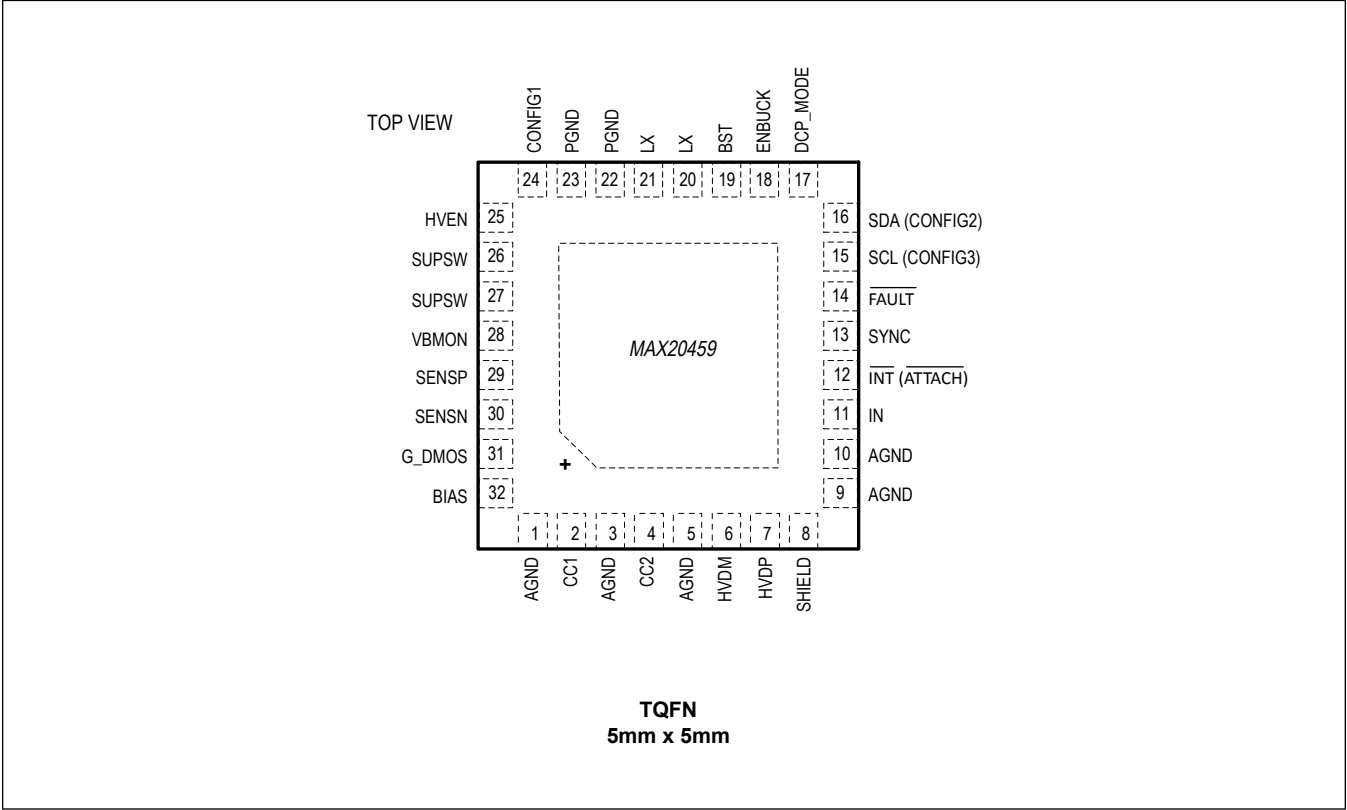 TOP VIEW
CONFIG1
PGND
PGND
LX
LX
BST
ENBUCK
DCP_MODE
24 23 22 21 20 19 18 17
HVEN 25
SUPSW 26
SUPSW 27
VBMON 28
SENSP 29
SENSN 30
G_DMOS 31
BIAS 32
16 SDA (CONFIG2)
15 SCL (CONFIG3)
14 FAULT
13 SYNC
12 INT (ATTACH)
11 IN
10 AGND
9 AGND
MAX20459
+
1 2 3 4 5 6 7 8
AGND
CC1
AGND
CC2
AGND
HVDM
HVDP
SHIELD
TQFN
5mm x 5mm